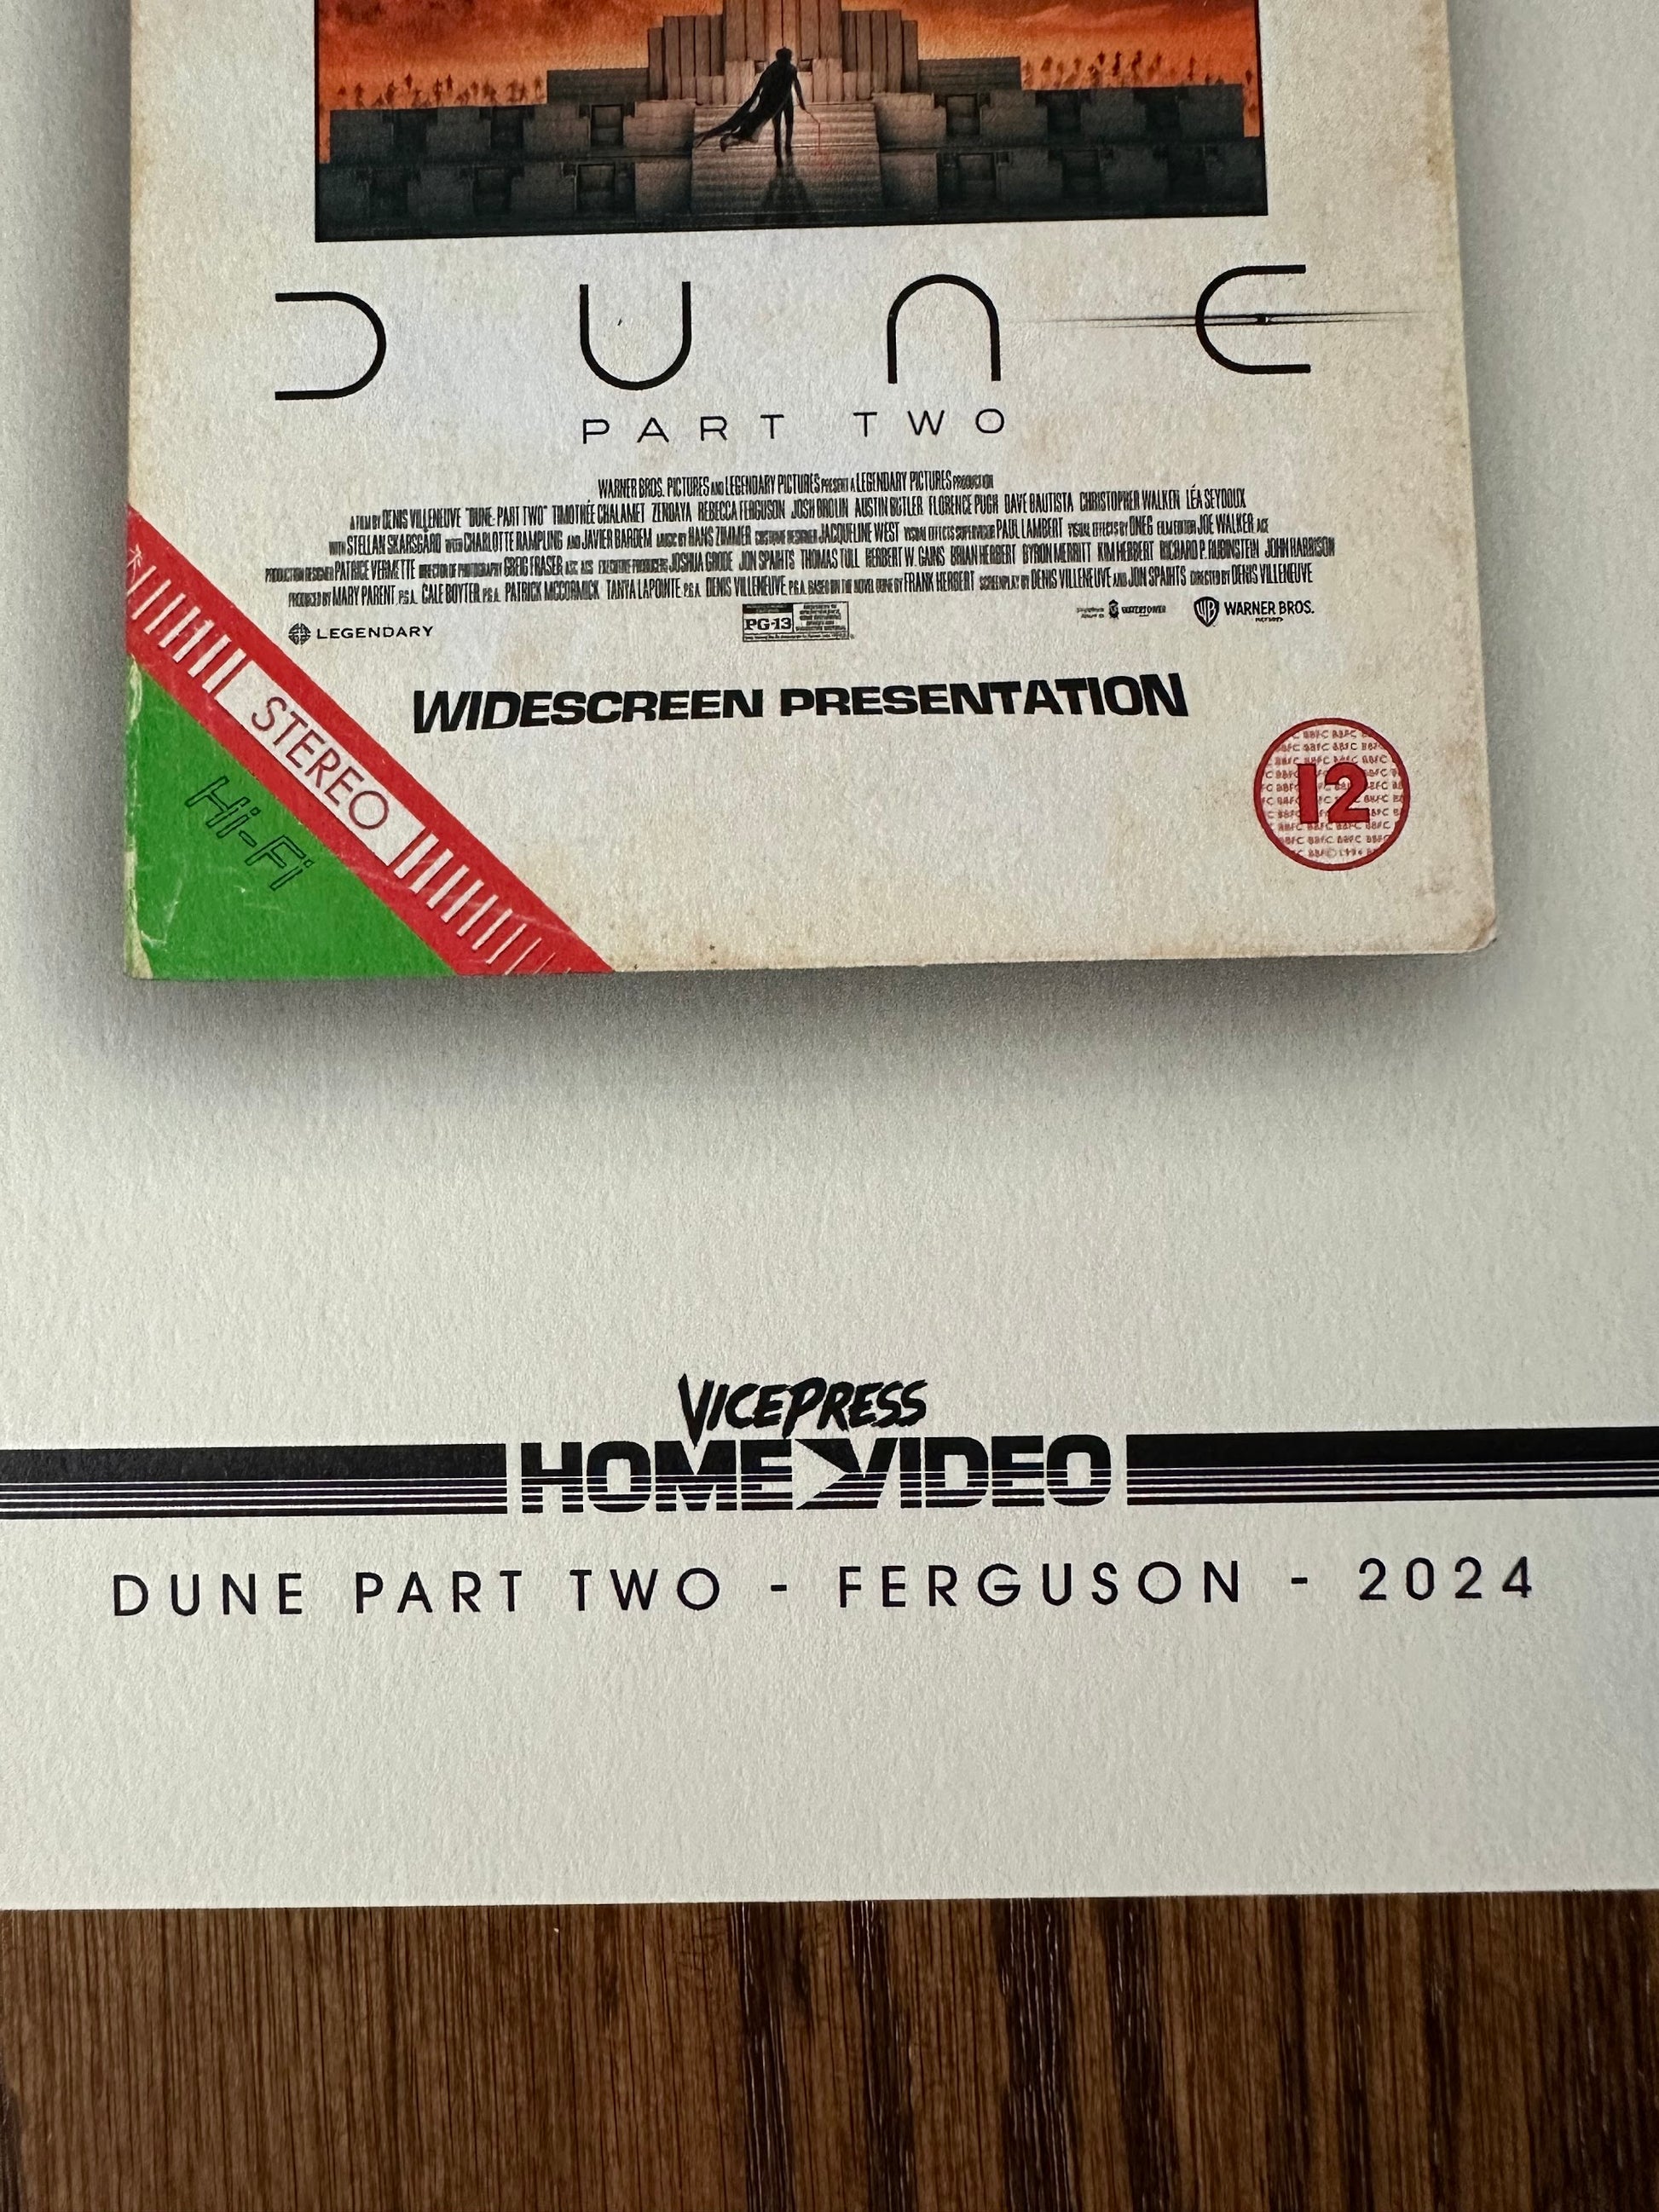 DUNE
PART TWO
WARNER BROS. PICTURES AND LEGENDARY PICTURES PRESENT A LEGENDARY PICTURES PRODUCTION
A FILM BY DENIS VILLENEUVE "DUNE: PART TWO" TIMOTHÉE CHALAMET ZENDAYA REBECCA FERGUSON JOSH BROLIN AUSTIN BUTLER FLORENCE PUGH DAVE BAUTISTA CHRISTOPHER WALKEN LÉA SEYDOUX
WITH STELLAN SKARSGÅRD WITH CHARLOTTE RAMPLING AND JAVIER BARDEM MUSIC BY HANS ZIMMER COSTUME DESIGNER JACQUELINE WEST VISUAL EFFECTS SUPERVISOR PAUL LAMBERT VISUAL EFFECTS BY DNEG FILM EDITOR JOE WALKER ACE
PRODUCTION DESIGNER PATRICE VERMETTE DIRECTOR OF PHOTOGRAPHY GREIG FRASER ASC ACS EXECUTIVE PRODUCERS JOSHUA GRODE JON SPAIHTS THOMAS TULL HERBERT W. GAINS BRIAN HERBERT BYRON MERRITT KIM HERBERT RICHARD P. RUBINSTEIN JOHN HARRISON
PRODUCED BY MARY PARENT, P.G.A. CALE BOYTER, P.G.A. PATRICK MCCORMICK TANYA LAPOINTE, P.G.A. DENIS VILLENEUVE, P.G.A. BASED ON THE NOVEL DUNE BY FRANK HERBERT SCREENPLAY BY DENIS VILLENEUVE AND JON SPAIHTS DIRECTED BY DENIS VILLENEUVE
LEGENDARY
PG-13
WB WARNER BROS.
WIDESCREEN PRESENTATION
STEREO
Hi-Fi
12
VICE PRESS
HOME VIDEO
DUNE PART TWO - FERGUSON - 2024